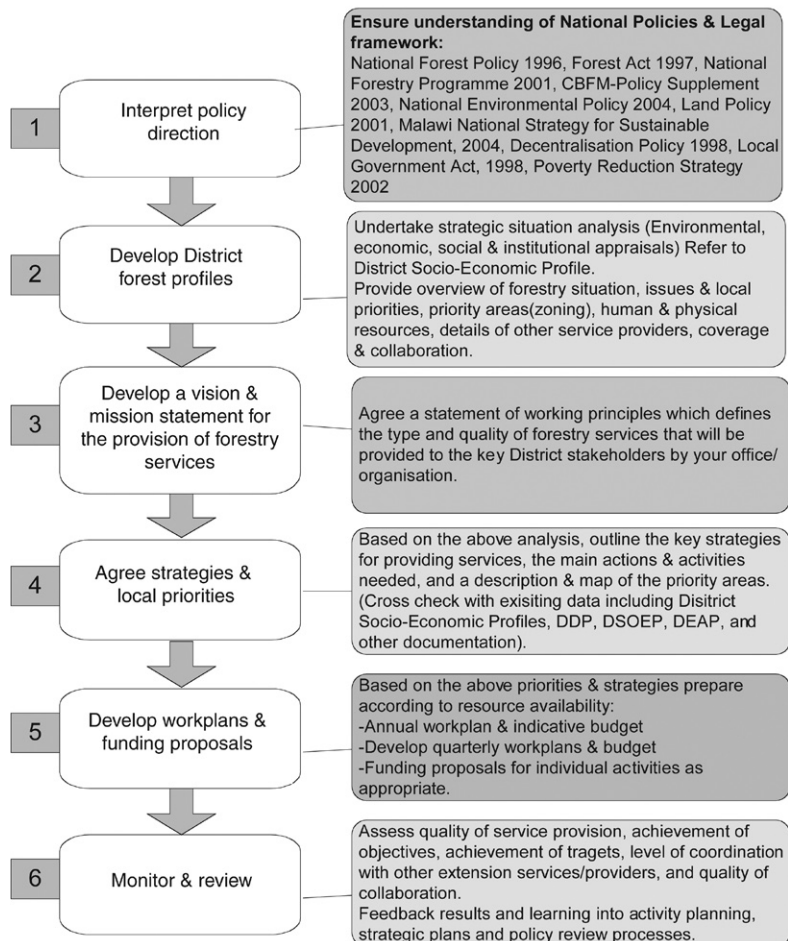 1
Interpret policy
direction
Ensure understanding of National Policies & Legal
framework:
National Forest Policy 1996, Forest Act 1997, National
Forestry Programme 2001, CBFM-Policy Supplement
2003, National Environmental Policy 2004, Land Policy
2001, Malawi National Strategy for Sustainable
Development, 2004, Decentralisation Policy 1998, Local
Government Act, 1998, Poverty Reduction Strategy
2002
2
Develop District
forest profiles
Undertake strategic situation analysis (Environmental,
economic, social & institutional appraisals) Refer to
District Socio-Economic Profile.
Provide overview of forestry situation, issues & local
priorities, priority areas(zoning), human & physical
resources, details of other service providers, coverage
& collaboration.
3
Develop a vision &
mission statement for
the provision of forestry
services
Agree a statement of working principles which defines
the type and quality of forestry services that will be
provided to the key District stakeholders by your office/
organisation.
4
Agree strategies &
local priorities
Based on the above analysis, outline the key strategies
for providing services, the main actions & activities
needed, and a description & map of the priority areas.
(Cross check with exisiting data including Disitrict
Socio-Economic Profiles, DDP, DSOEP, DEAP, and
other documentation).
5
Develop workplans &
funding proposals
Based on the above priorities & strategies prepare
according to resource availability:
-Annual workplan & indicative budget
-Develop quarterly workplans & budget
-Funding proposals for individual activities as
appropriate.
6
Monitor & review
Assess quality of service provision, achievement of
objectives, achievement of tragets, level of coordination
with other extension services/providers, and quality of
collaboration.
Feedback results and learning into activity planning,
strategic plans and policy review processes.